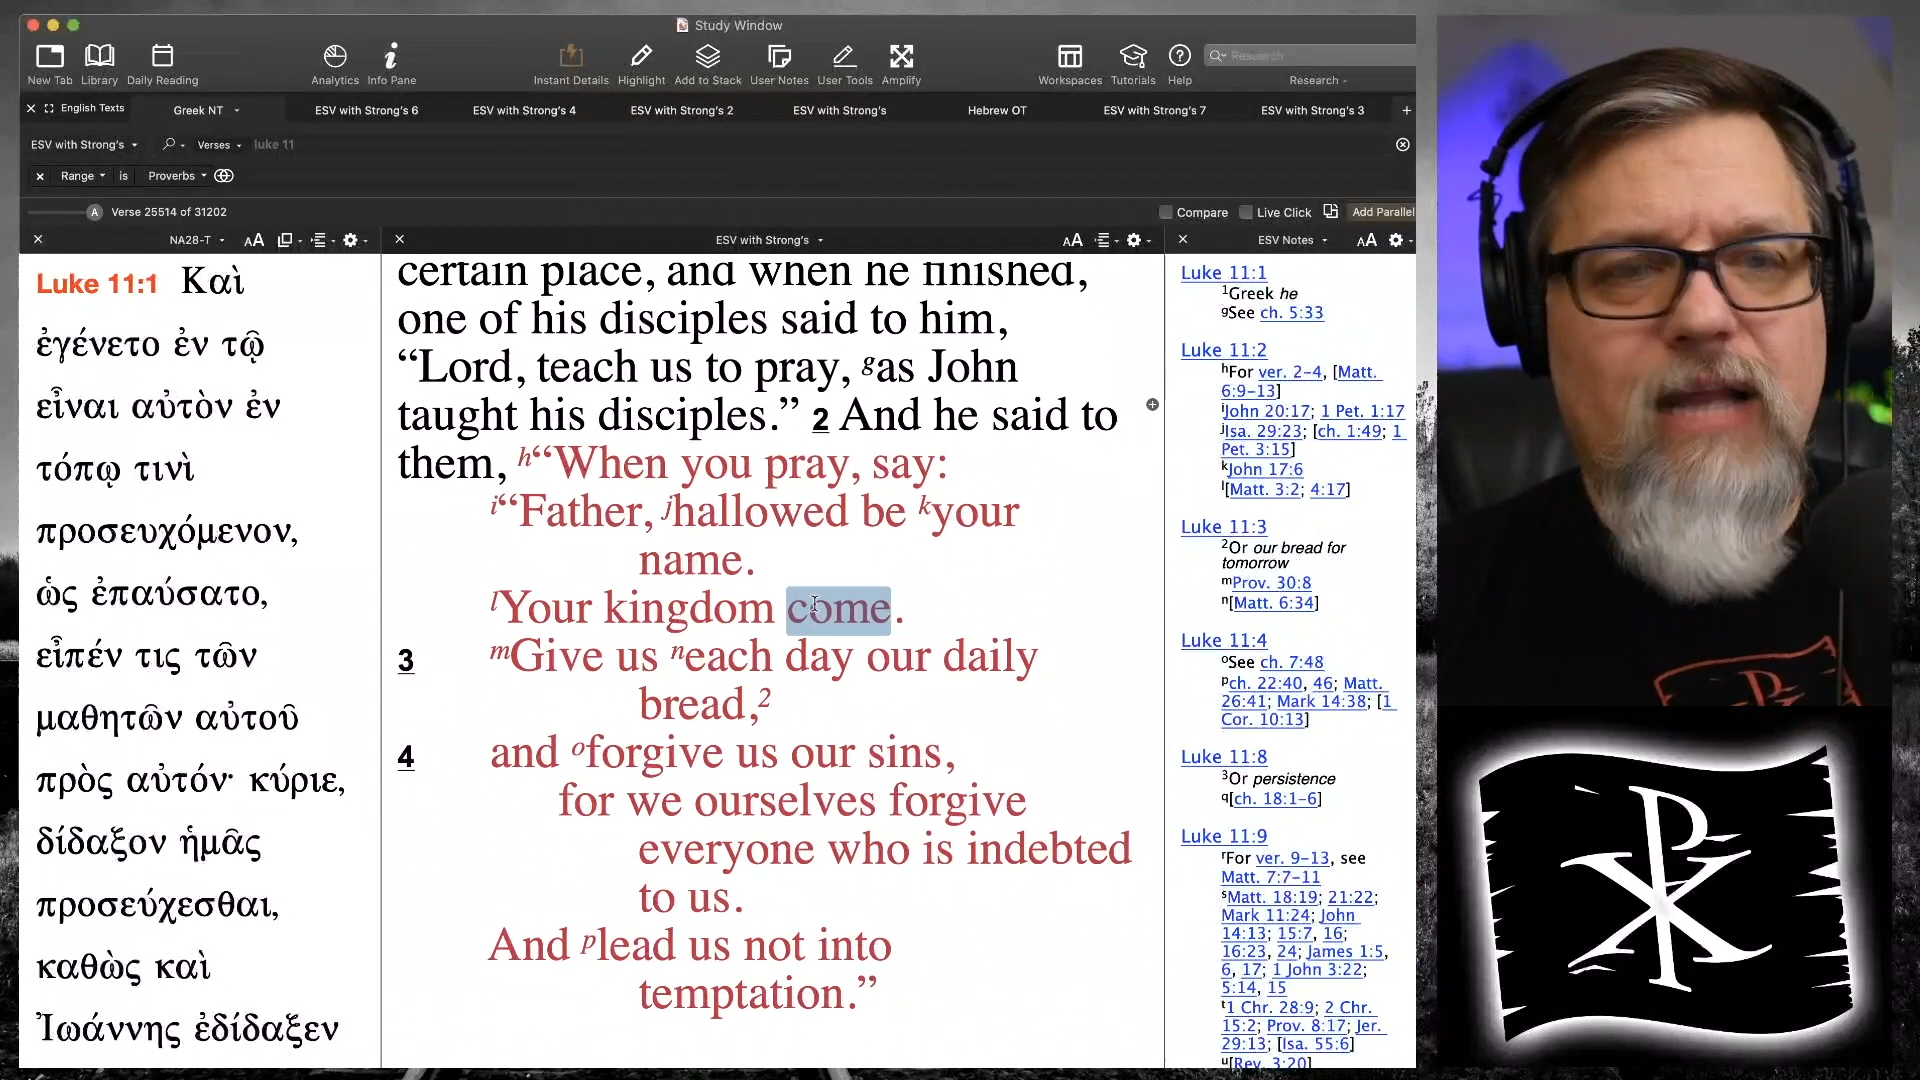 Study Window
New Tab Library Daily Reading Analytics Info Pane Instant Details Highlight Add to Stack User Notes User Tools Amplify Workspaces Tutorials Help Research
Research
English Texts Greek NT ESV with Strong's 6 ESV with Strong's 4 ESV with Strong's 2 ESV with Strong's Hebrew OT ESV with Strong's 7 ESV with Strong's 3 +
ESV with Strong's Verses luke 11
Range is Proverbs
A Verse 25514 of 31202 Compare Live Click Add Parallel
NA28-T AA
Luke 11:1 Καὶ
ἐγένετο ἐν τῷ
εἶναι αὐτὸν ἐν
τόπῳ τινὶ
προσευχόμενον,
ὡς ἐπαύσατο,
εἶπέν τις τῶν
μαθητῶν αὐτοῦ
πρὸς αὐτόν· κύριε,
δίδαξον ἡμᾶς
προσεύχεσθαι,
καθὼς καὶ
Ἰωάννης ἐδίδαξεν
ESV with Strong's AA
certain place, and when he finished,
one of his disciples said to him,
“Lord, teach us to pray, gas John
taught his disciples.” 2 And he said to
them, h“When you pray, say:
i“Father, jhallowed be kyour
name.
lYour kingdom come.
3 mGive us neach day our daily
bread,2
4 and oforgive us our sins,
for we ourselves forgive
everyone who is indebted
to us.
And plead us not into
temptation.”
ESV Notes AA
Luke 11:1
1Greek he
gSee ch. 5:33
Luke 11:2
hFor ver. 2–4, [Matt.
6:9–13]
iJohn 20:17; 1 Pet. 1:17
jIsa. 29:23; [ch. 1:49; 1
Pet. 3:15]
kJohn 17:6
l[Matt. 3:2; 4:17]
Luke 11:3
2Or our bread for
tomorrow
mProv. 30:8
n[Matt. 6:34]
Luke 11:4
oSee ch. 7:48
pch. 22:40, 46; Matt.
26:41; Mark 14:38; [1
Cor. 10:13]
Luke 11:8
3Or persistence
q[ch. 18:1–6]
Luke 11:9
rFor ver. 9–13, see
Matt. 7:7–11
sMatt. 18:19; 21:22;
Mark 11:24; John
14:13; 15:7, 16;
16:23, 24; James 1:5,
6, 17; 1 John 3:22;
5:14, 15
t1 Chr. 28:9; 2 Chr.
15:2; Prov. 8:17; Jer.
29:13; [Isa. 55:6]
u[Rev. 3:20]